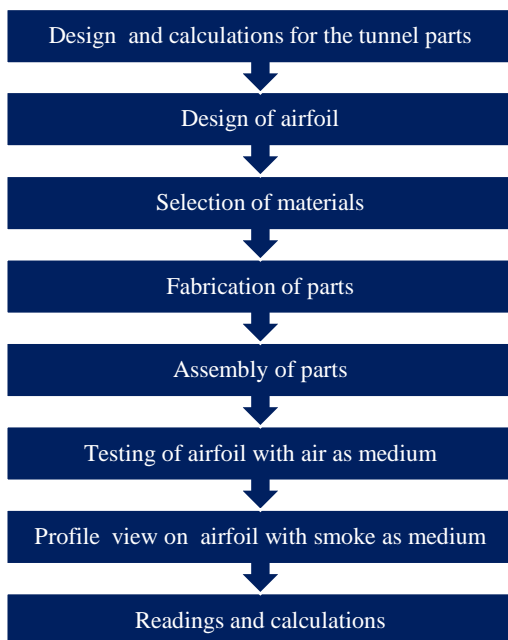 Design and calculations for the tunnel parts
Design of airfoil
Selection of materials
Fabrication of parts
Assembly of parts
Testing of airfoil with air as medium
Profile view on airfoil with smoke as medium
Readings and calculations